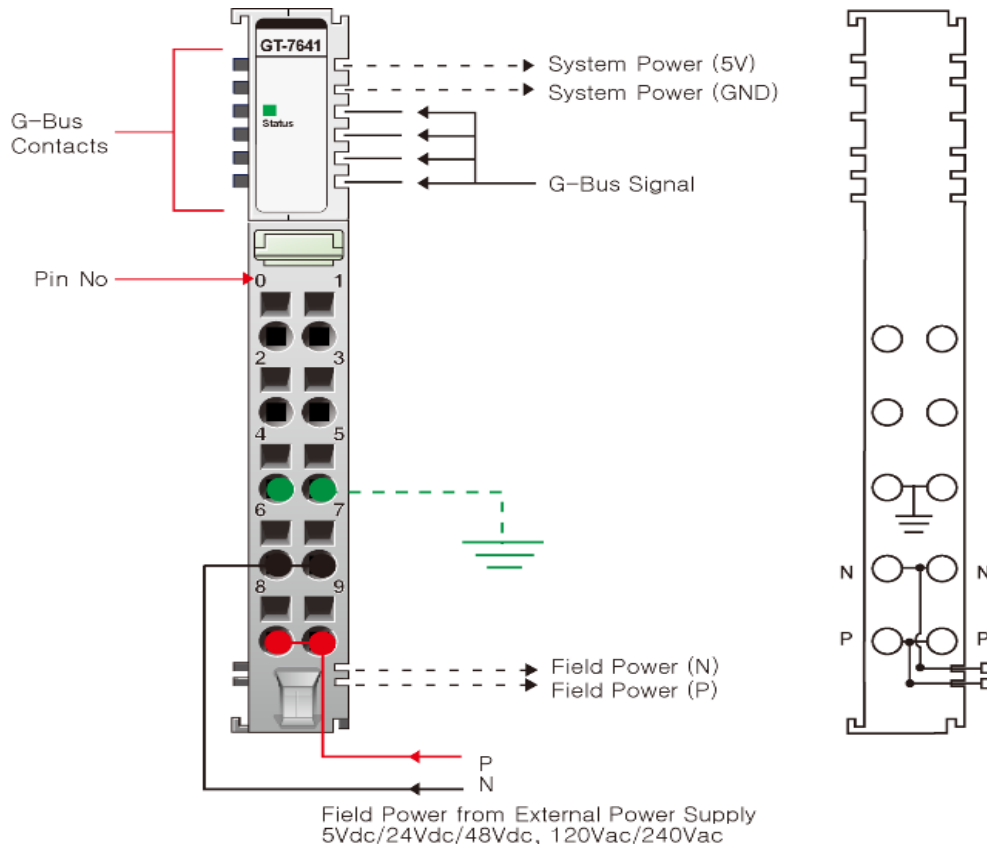 GT-7641
Status
System Power (5V)
System Power (GND)
G-Bus
Contacts
G-Bus Signal
Pin No
0 1
2 3
4 5
6 7
8 9
N N
P P
Field Power (N)
Field Power (P)
P
N
Field Power from External Power Supply
5Vdc/24Vdc/48Vdc, 120Vac/240Vac